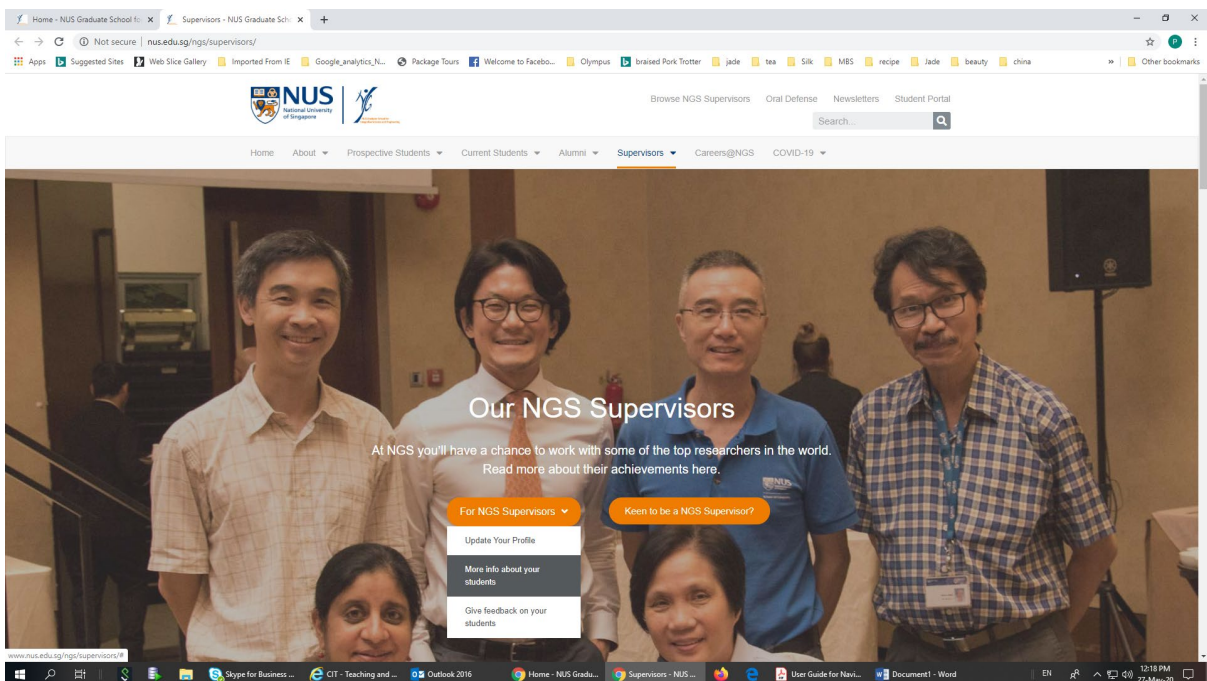 Home - NUS Graduate School fo
Supervisors - NUS Graduate Scho
Not secure | nus.edu.sg/ngs/supervisors/
Apps
Suggested Sites
Web Slice Gallery
Imported From IE
Google_analytics_N...
Package Tours
Welcome to Facebo...
Olympus
braised Pork Trotter
jade
tea
Silk
MBS
recipe
Jade
beauty
china
»
Other bookmarks
NUS
National University
of Singapore
Browse NGS Supervisors
Oral Defense
Newsletters
Student Portal
Search...
Home
About
Prospective Students
Current Students
Alumni
Supervisors
Careers@NGS
COVID-19
Our NGS Supervisors
At NGS you'll have a chance to work with some of the top researchers in the world.
Read more about their achievements here.
For NGS Supervisors
Keen to be a NGS Supervisor?
Update Your Profile
More info about your
students
Give feedback on your
students
NUS
www.nus.edu.sg/ngs/supervisors/#
Skype for Business ...
CIT - Teaching and ...
Outlook 2016
Home - NUS Gradu...
Supervisors - NUS ...
User Guide for Navi...
Document1 - Word
EN
12:18 PM
27-May-20